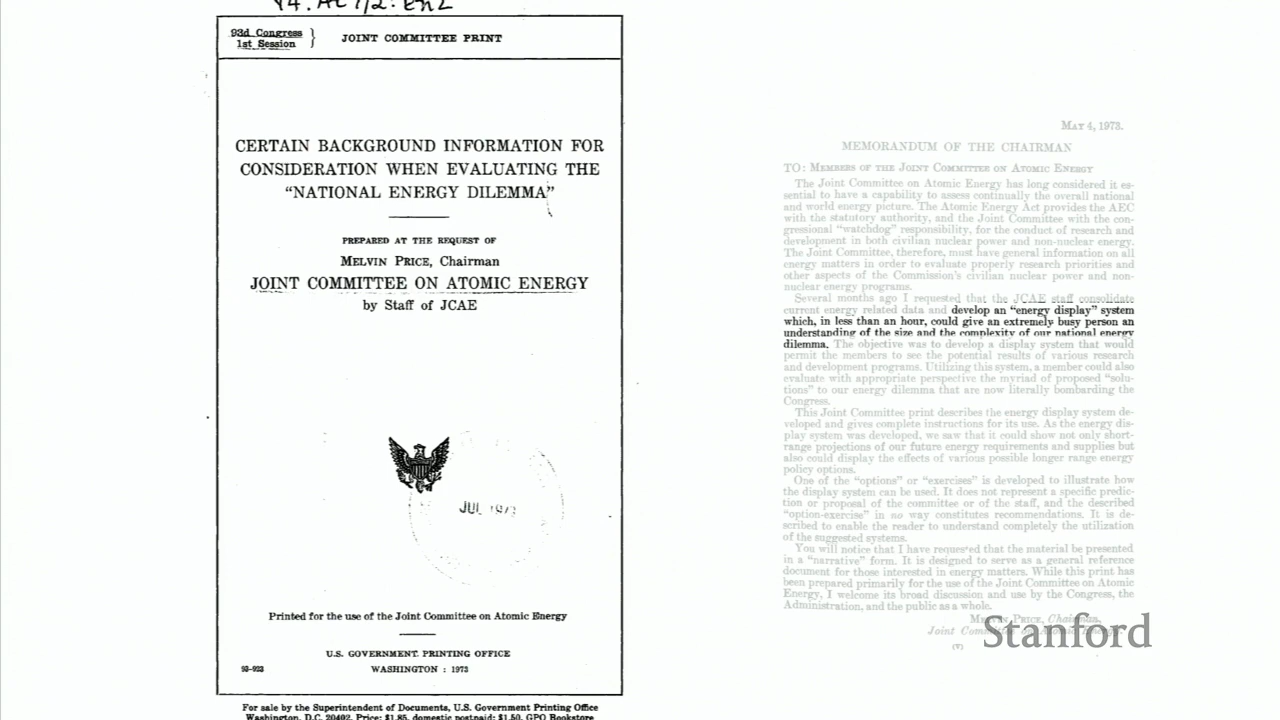 93d Congress
1st Session
JOINT COMMITTEE PRINT
CERTAIN BACKGROUND INFORMATION FOR
CONSIDERATION WHEN EVALUATING THE
“NATIONAL ENERGY DILEMMA”
PREPARED AT THE REQUEST OF
MELVIN PRICE, Chairman
JOINT COMMITTEE ON ATOMIC ENERGY
by Staff of JCAE
Printed for the use of the Joint Committee on Atomic Energy
U.S. GOVERNMENT PRINTING OFFICE
93-923
WASHINGTON : 1973
For sale by the Superintendent of Documents, U.S. Government Printing Office
Washington, D.C. 20402. Price: $1.85, domestic postpaid; $1.50, GPO Bookstore
MAY 4, 1973.
MEMORANDUM OF THE CHAIRMAN
TO: MEMBERS OF THE JOINT COMMITTEE ON ATOMIC ENERGY
The Joint Committee on Atomic Energy has long considered it es-
sential to have a capability to assess continually the overall national
and world energy picture. The Atomic Energy Act provides the AEC
with the statutory authority, and the Joint Committee with the con-
gressional “watchdog” responsibility, for the conduct of research and
development in both civilian nuclear power and non-nuclear energy.
The Joint Committee, therefore, must have general information on all
energy matters in order to evaluate properly research priorities and
other aspects of the Commission's civilian nuclear power and non-
nuclear energy programs.
Several months ago I requested that the JCAE staff consolidate
current energy related data and develop an “energy display” system
which, in less than an hour, could give an extremely busy person an
understanding of the size and the complexity of our national energy
dilemma. The objective was to develop a display system that would
permit the members to see the potential results of various research
and development programs. Utilizing this system, a member could also
evaluate with appropriate perspective the myriad of proposed “solu-
tions” to our energy dilemma that are now literally bombarding the
Congress.
This Joint Committee print describes the energy display system de-
veloped and gives complete instructions for its use. As the energy dis-
play system was developed, we saw that it could show not only short-
range projections of our future energy requirements and supplies but
also could display the effects of various possible longer range energy
policy options.
One of the “options” or “exercises” is developed to illustrate how
the display system can be used. It does not represent a specific predic-
tion or proposal of the committee or of the staff, and the described
“option-exercise” in no way constitutes recommendations. It is de-
scribed to enable the reader to understand completely the utilization
of the suggested systems.
You will notice that I have requested that the material be presented
in a “narrative” form. It is designed to serve as a general reference
document for those interested in energy matters. While this print has
been prepared primarily for the use of the Joint Committee on Atomic
Energy, I welcome its broad discussion and use by the Congress, the
Administration, and the public as a whole.
MELVIN PRICE, Chairman,
Joint Committee on Atomic Energy
(V)
Stanford